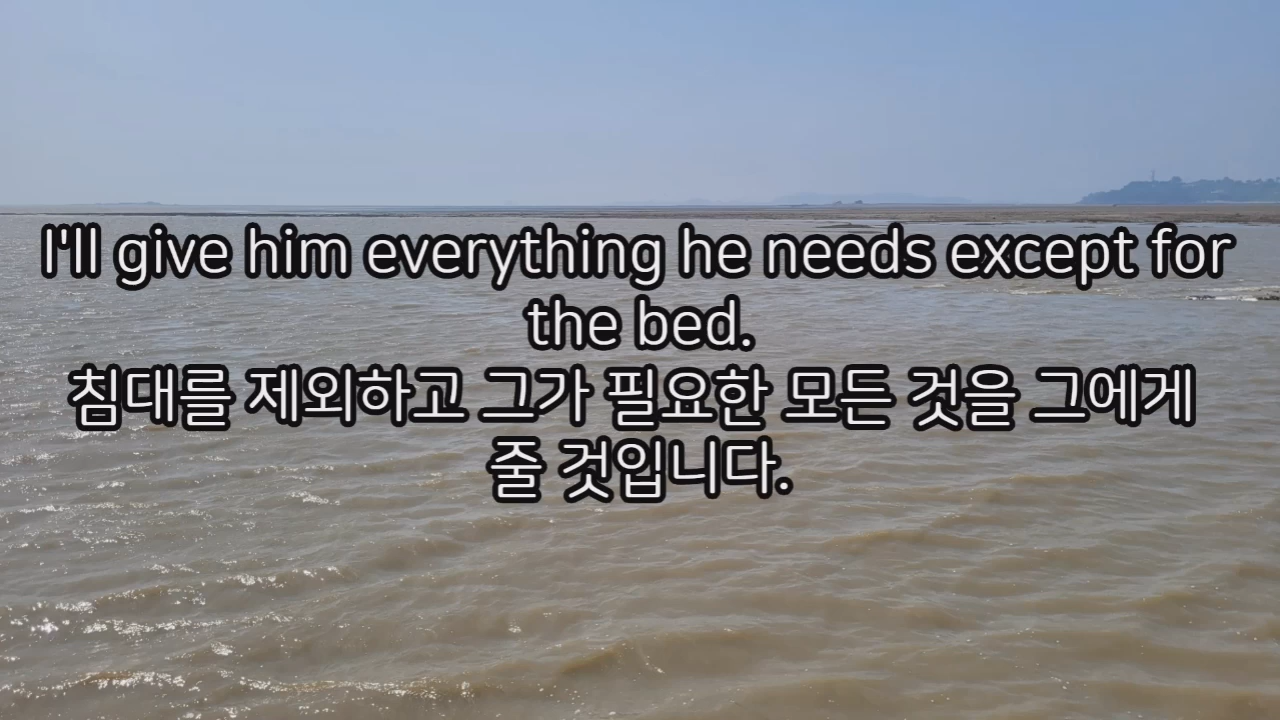 I'll give him everything he needs except for
the bed.
침대를 제외하고 그가 필요한 모든 것을 그에게
줄 것입니다.